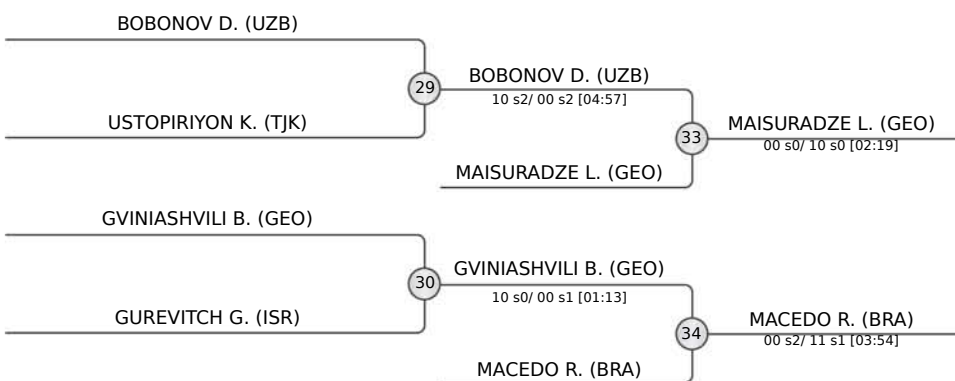 BOBONOV D. (UZB)
29
BOBONOV D. (UZB)
10 s2/ 00 s2 [04:57]
USTOPIRIYON K. (TJK)
33
MAISURADZE L. (GEO)
00 s0/ 10 s0 [02:19]
MAISURADZE L. (GEO)
GVINIASHVILI B. (GEO)
30
GVINIASHVILI B. (GEO)
10 s0/ 00 s1 [01:13]
GUREVITCH G. (ISR)
34
MACEDO R. (BRA)
00 s2/ 11 s1 [03:54]
MACEDO R. (BRA)